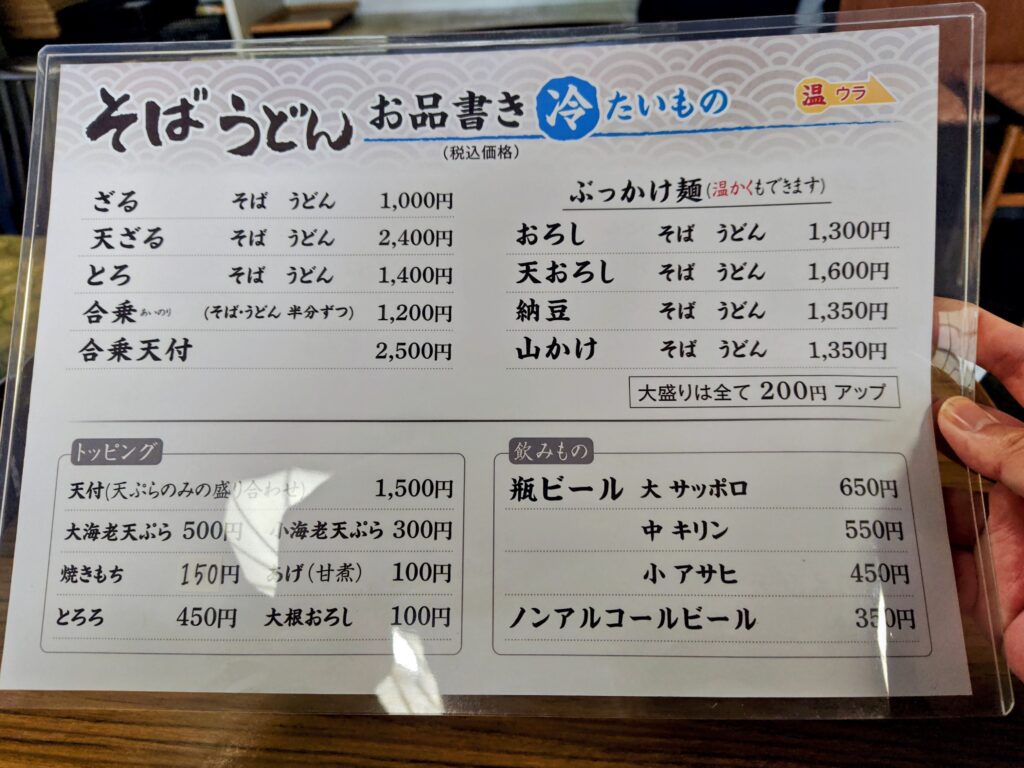 そば うどん お品書き 冷たいもの
(税込価格)
温 ウラ
ざる そば うどん 1,000円
天ざる そば うどん 2,400円
とろ そば うどん 1,400円
合乗 あいのり (そば・うどん 半分ずつ) 1,200円
合乗天付 2,500円
ぶっかけ麺(温かくもできます)
おろし そば うどん 1,300円
天おろし そば うどん 1,600円
納豆 そば うどん 1,350円
山かけ そば うどん 1,350円
大盛りは全て 200円 アップ
トッピング
天付(天ぷらのみの盛り合わせ) 1,500円
大海老天ぷら 500円 小海老天ぷら 300円
焼きもち 150円 あげ(甘煮) 100円
とろろ 450円 大根おろし 100円
飲みもの
瓶ビール 大 サッポロ 650円
中 キリン 550円
小 アサヒ 450円
ノンアルコールビール 350円